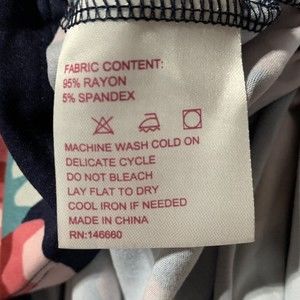 FABRIC CONTENT:
95% RAYON
5% SPANDEX
MACHINE WASH COLD ON
DELICATE CYCLE
DO NOT BLEACH
LAY FLAT TO DRY
COOL IRON IF NEEDED
MADE IN CHINA
RN:146660